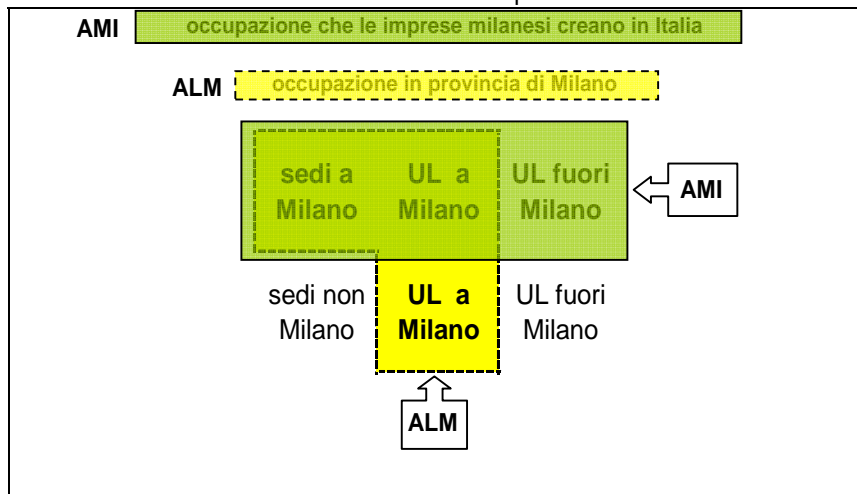 AMI occupazione che le imprese milanesi creano in Italia
ALM occupazione in provincia di Milano
sedi a UL a UL fuori
Milano Milano Milano
AMI
sedi non UL a UL fuori
Milano Milano Milano
ALM